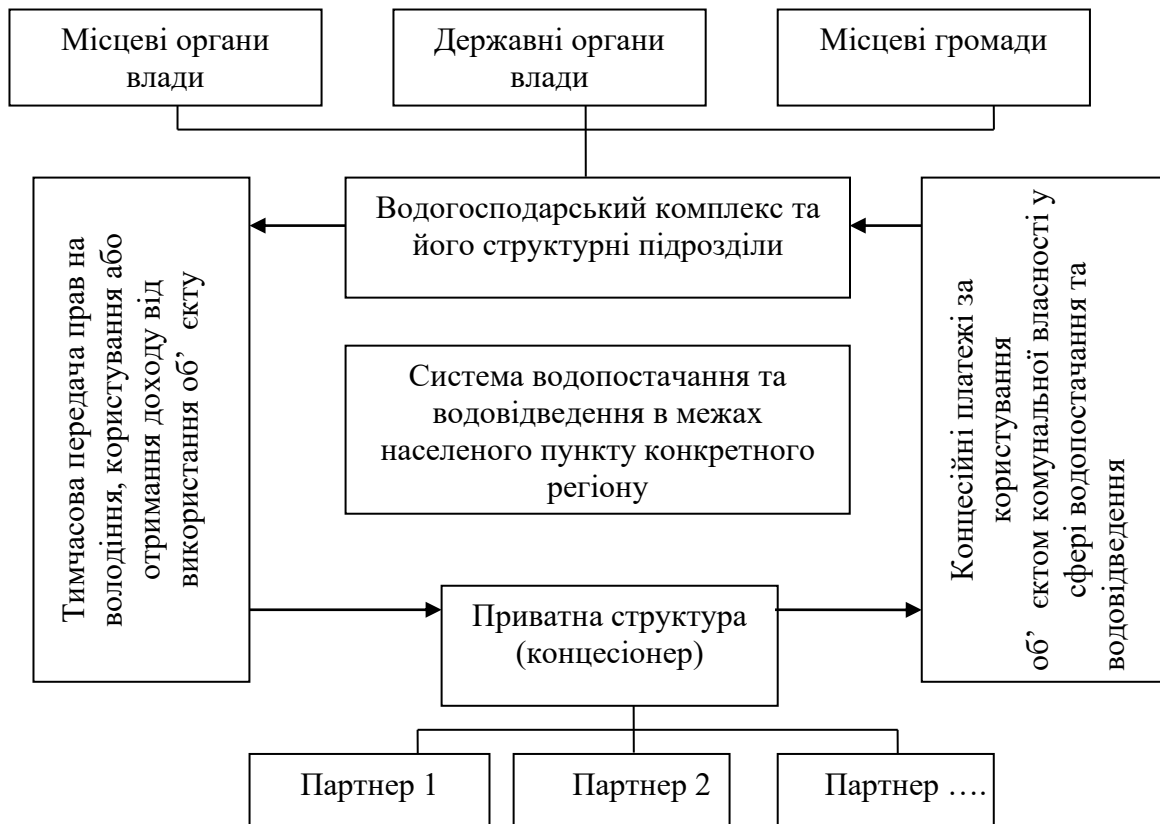 Місцеві органи
влади
Державні органи
влади
Місцеві громади
Водогосподарський комплекс та
його структурні підрозділи
Тимчасова передача прав на
володіння, користування або
отримання доходу від
використання об’ єкту
Система водопостачання та
водовідведення в межах
населеного пункту конкретного
регіону
Концесійні платежі за
користування
об’ єктом комунальної власності у
сфері водопостачання та
водовідведення
Приватна структура
(концесіонер)
Партнер 1
Партнер 2
Партнер ….